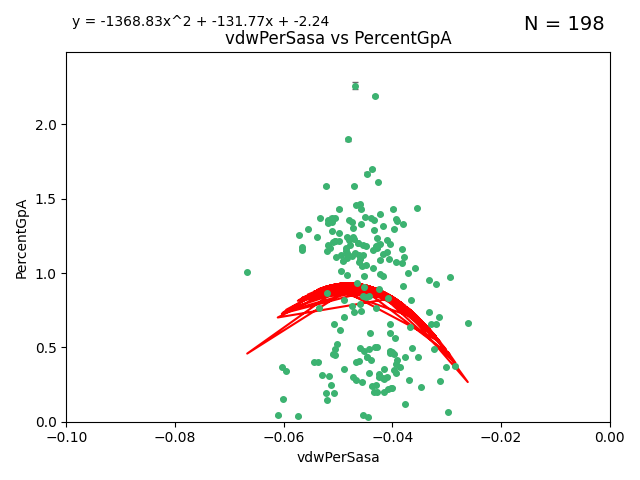 y = -1368.83x^2 + -131.77x + -2.24
N = 198
vdwPerSasa vs PercentGpA
PercentGpA
2.0
1.5
1.0
0.5
0.0
−0.10 −0.08 −0.06 −0.04 −0.02 0.00
vdwPerSasa